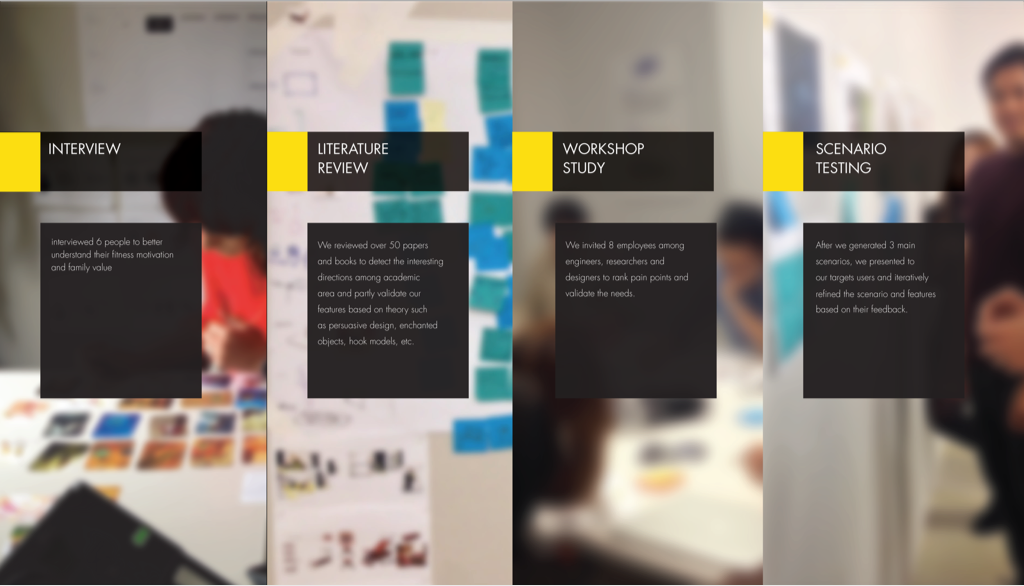 INTERVIEW
interviewed 6 people to better
understand their fitness motivation
and family value
LITERATURE
REVIEW
We reviewed over 50 papers
and books to detect the interesting
directions among academic
area and partly validate our
features based on theory such
as persuasive design, enchanted
objects, hook models, etc.
WORKSHOP
STUDY
We invited 8 employees among
engineers, researchers and
designers to rank pain points and
validate the needs.
SCENARIO
TESTING
After we generated 3 main
scenarios, we presented to
our targets users and iteratively
refined the scenario and features
based on their feedback.